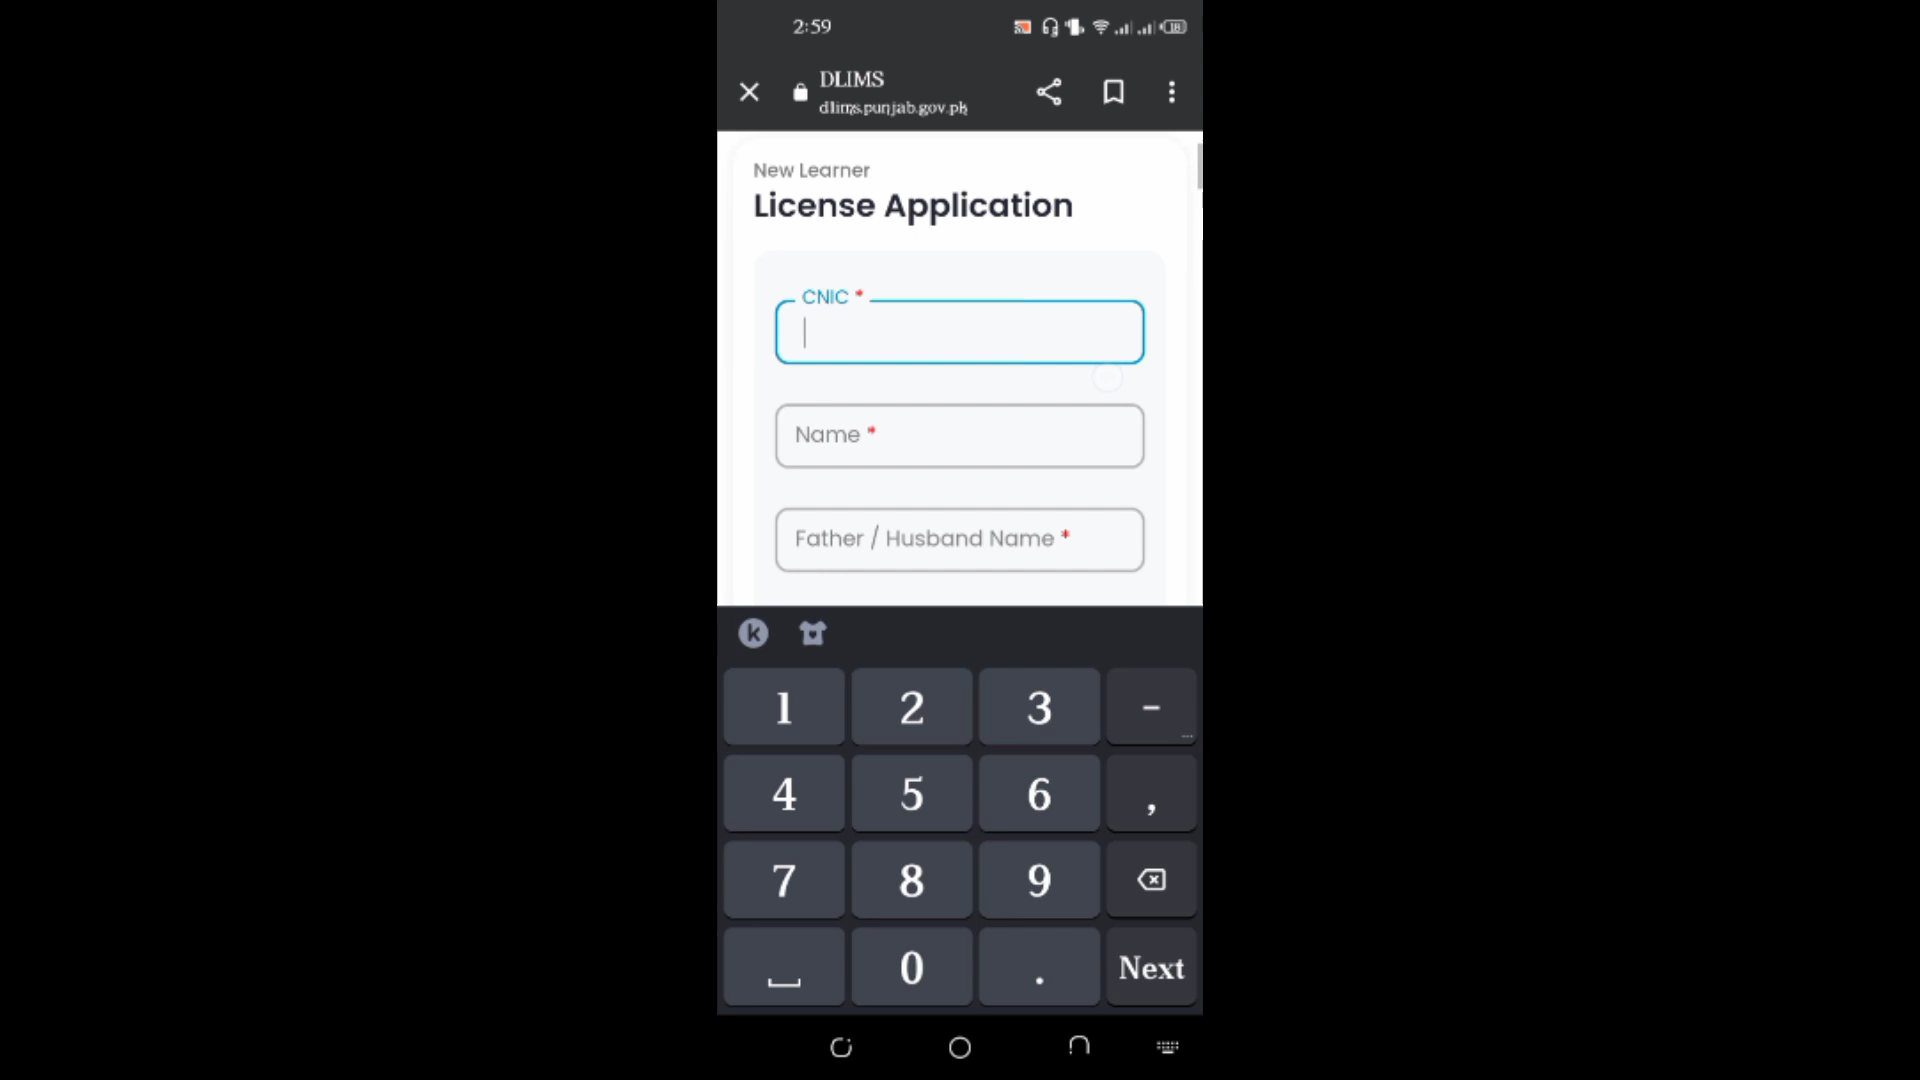 2:59
18
DLIMS
dlims.punjab.gov.pk
New Learner
License Application
CNIC *
Name *
Father / Husband Name *
k
1 2 3 -
...
4 5 6 ,
7 8 9
0 . Next